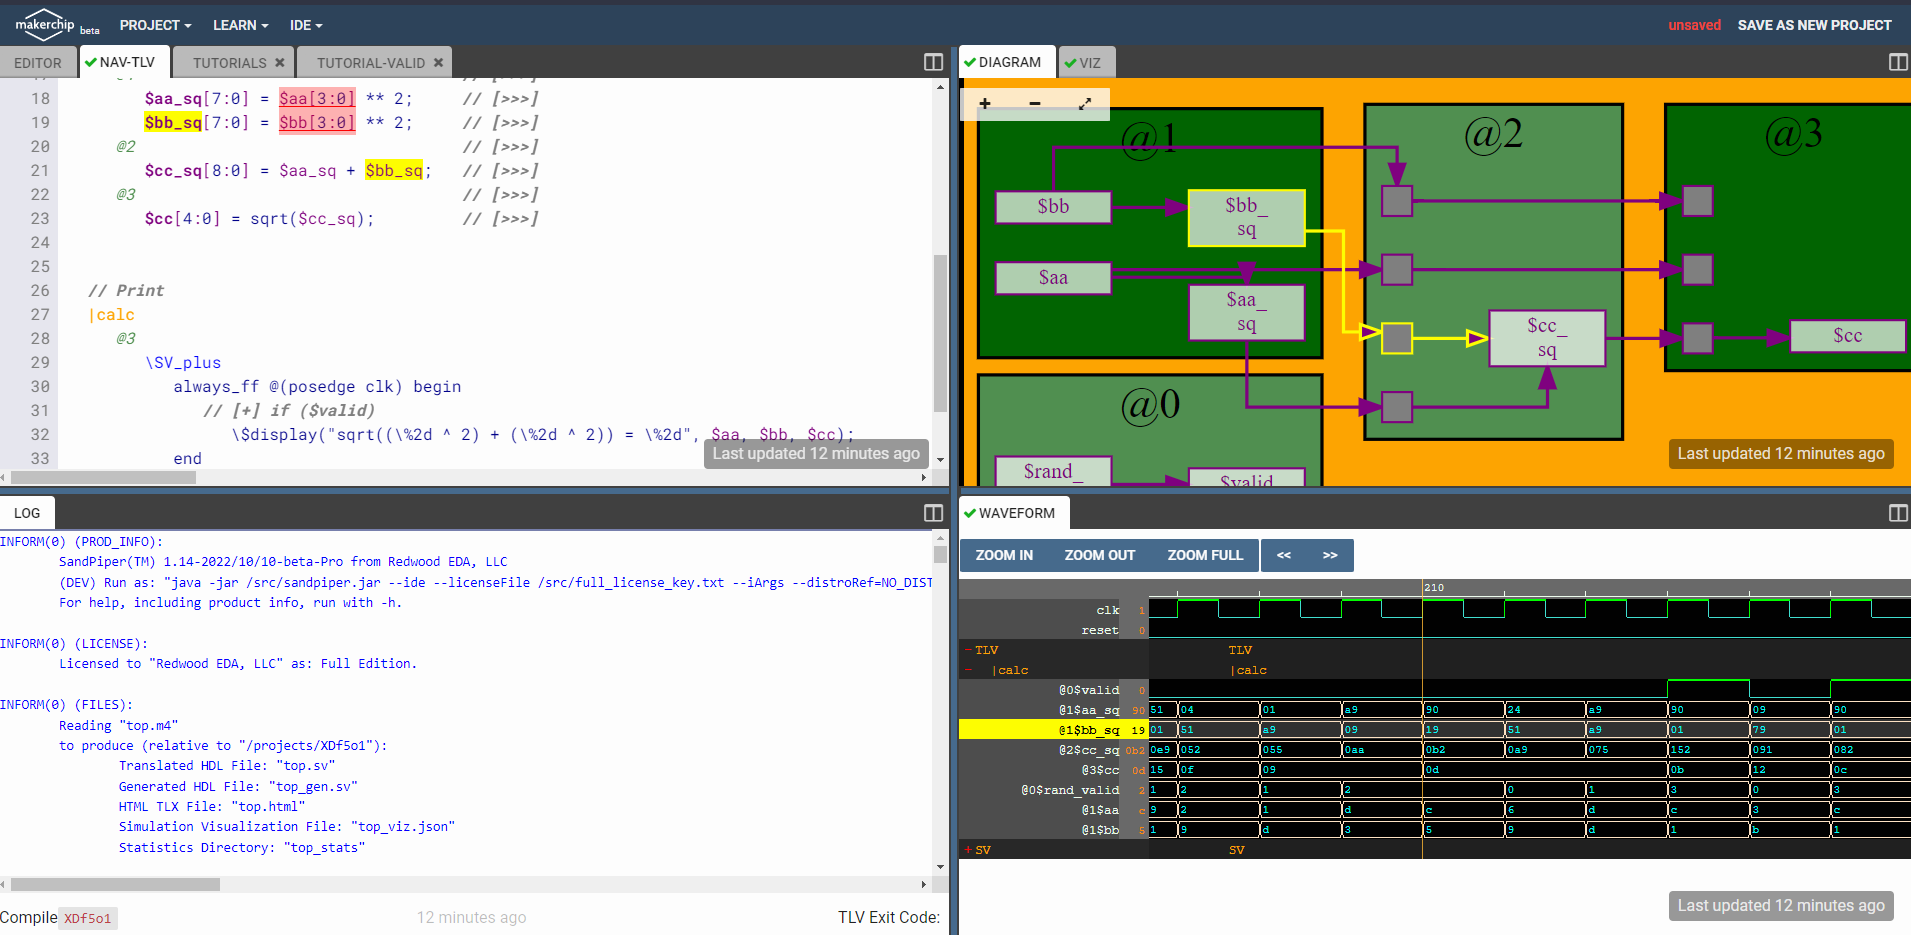 makerchip beta PROJECT LEARN IDE unsaved SAVE AS NEW PROJECT
EDITOR NAV-TLV TUTORIALS TUTORIAL-VALID
18 $aa_sq[7:0] = $aa[3:0] ** 2; // [>>>]
19 $bb_sq[7:0] = $bb[3:0] ** 2; // [>>>]
20 @2 // [>>>]
21 $cc_sq[8:0] = $aa_sq + $bb_sq; // [>>>]
22 @3 // [>>>]
23 $cc[4:0] = sqrt($cc_sq); // [>>>]
24
25
26 // Print
27 |calc
28 @3
29 \SV_plus
30 always_ff @(posedge clk) begin
31 // [+] if ($valid)
32 \$display("sqrt((\%2d ^ 2) + (\%2d ^ 2)) = \%2d", $aa, $bb, $cc);
33 end
Last updated 12 minutes ago
DIAGRAM VIZ
+ −
@1
$bb
$bb_
sq
$aa
$aa_
sq
@0
$rand_
$valid
@2
$cc_
sq
@3
$cc
Last updated 12 minutes ago
LOG
INFORM(0) (PROD_INFO):
SandPiper(TM) 1.14-2022/10/10-beta-Pro from Redwood EDA, LLC
(DEV) Run as: "java -jar /src/sandpiper.jar --ide --licenseFile /src/full_license_key.txt --iArgs --distroRef=NO_DIST
For help, including product info, run with -h.
INFORM(0) (LICENSE):
Licensed to "Redwood EDA, LLC" as: Full Edition.
INFORM(0) (FILES):
Reading "top.m4"
to produce (relative to "/projects/XDf5o1"):
Translated HDL File: "top.sv"
Generated HDL File: "top_gen.sv"
HTML TLX File: "top.html"
Simulation Visualization File: "top_viz.json"
Statistics Directory: "top_stats"
Compile XDf5o1 12 minutes ago TLV Exit Code:
WAVEFORM
ZOOM IN ZOOM OUT ZOOM FULL << >>
210
clk 1
reset 0
- TLV TLV
- |calc |calc
@0$valid 0
@1$aa_sq 90 51 04 01 a9 90 24 a9 90 09 90
@1$bb_sq 19 01 51 a9 09 19 51 a9 01 79 01
@2$cc_sq 0b2 0e9 052 055 0aa 0b2 0a9 075 152 091 082
@3$cc 0d 15 0f 09 0d 0b 12 0c
@0$rand_valid 2 1 2 1 2 0 1 3 0 3
@1$aa c 9 2 1 d c 6 d c 3 c
@1$bb 5 1 9 d 3 5 9 d 1 b 1
+ SV SV
Last updated 12 minutes ago